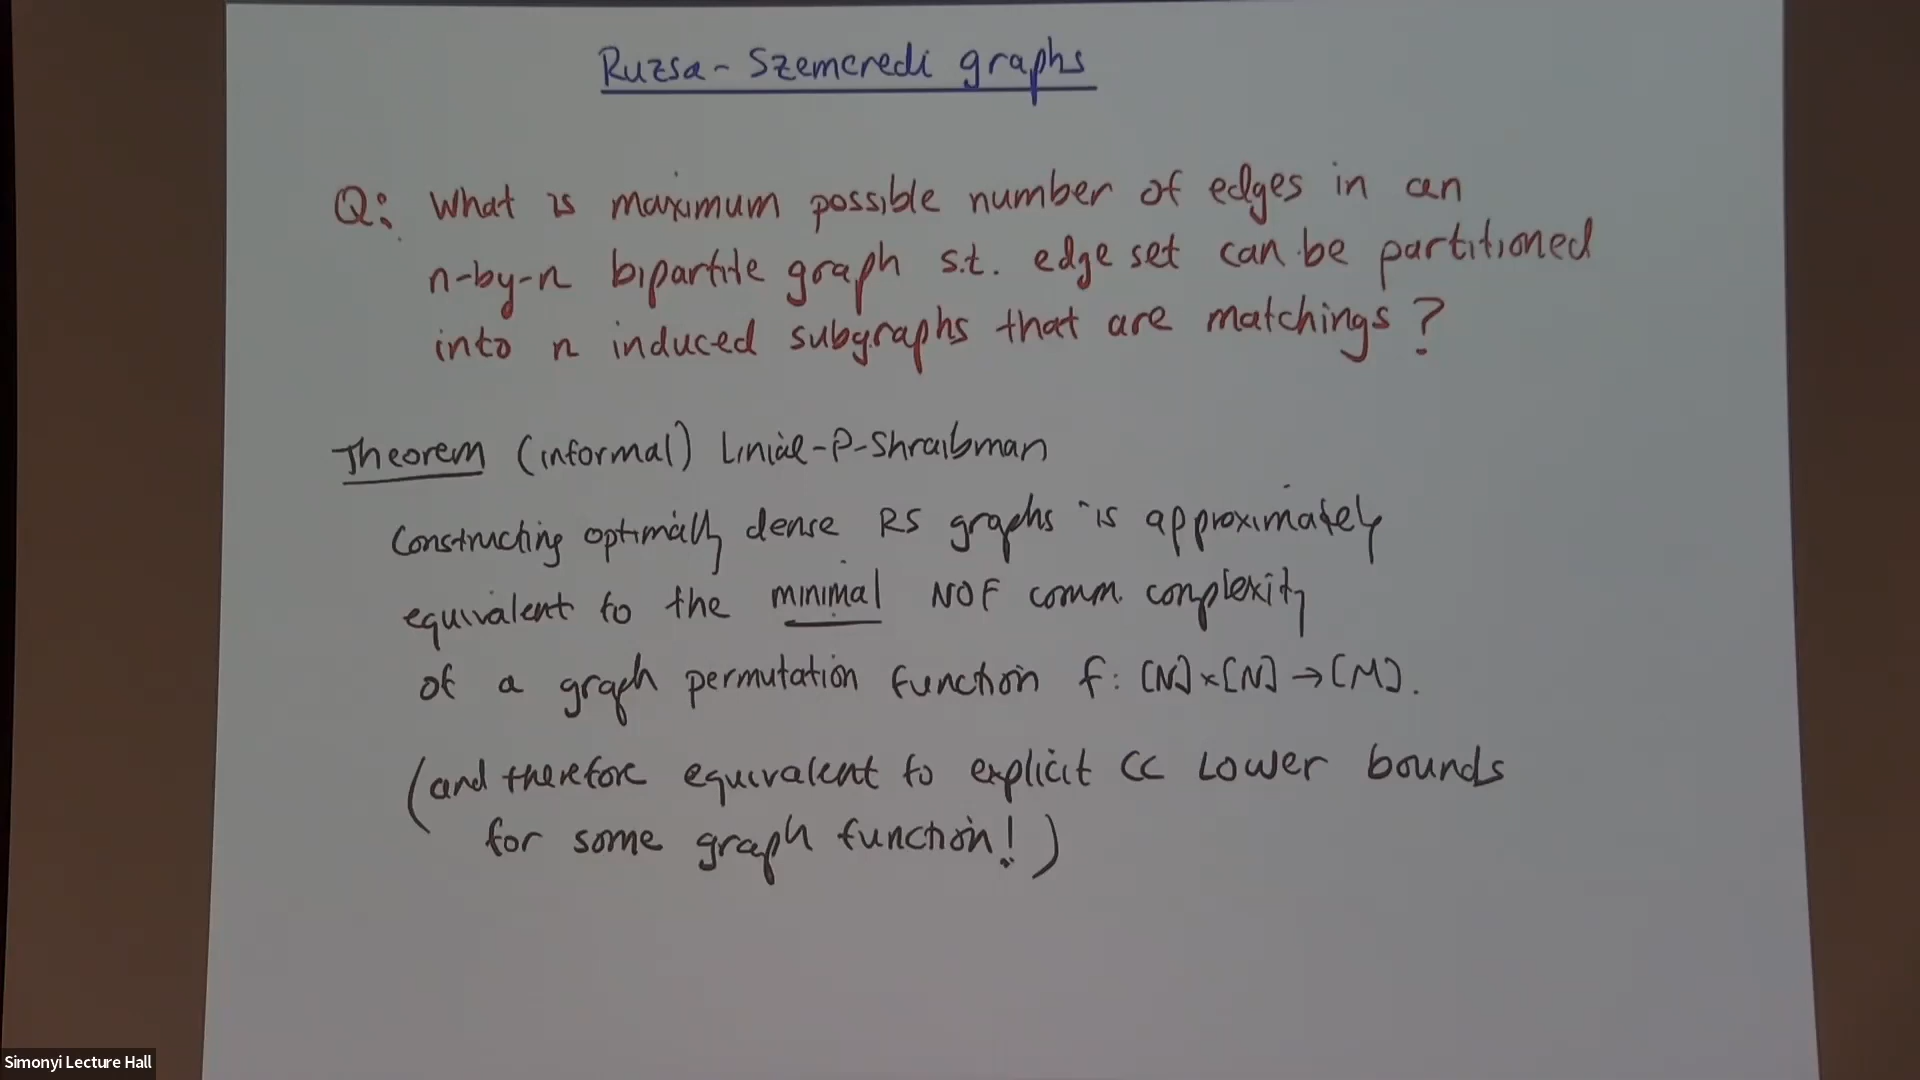 Ruzsa-Szemeredi graphs
Q: What is maximum possible number of edges in an
n-by-n bipartite graph s.t. edge set can be partitioned
into n induced subgraphs that are matchings?
Theorem (informal) Linial-P-Shraibman
Constructing optimally dense RS graphs is approximately
equivalent to the minimal NOF comm. complexity
of a graph permutation function f: [N]×[N]→[M].
(and therefore equivalent to explicit CC lower bounds
for some graph function!)
Simonyi Lecture Hall